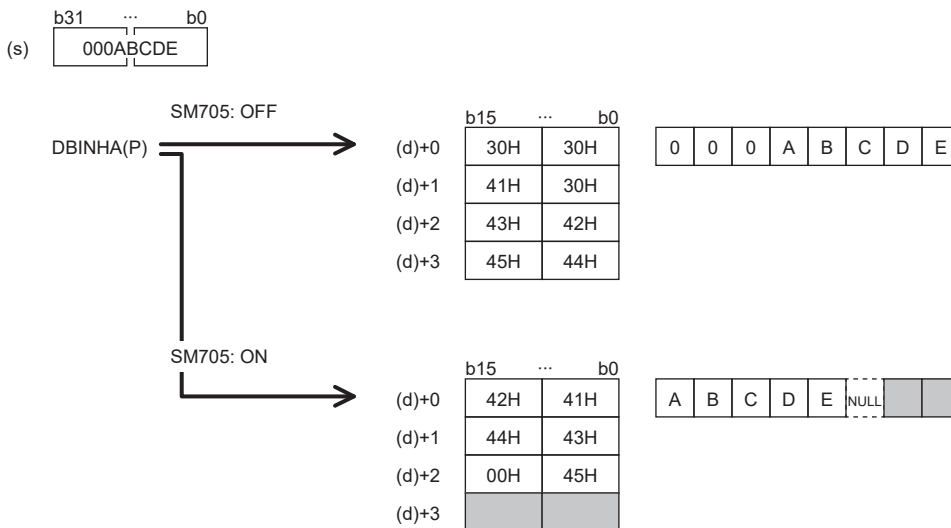 b31 ··· b0
(s) 000ABCDE
SM705: OFF
DBINHA(P)
b15 ··· b0
(d)+0 30H 30H
(d)+1 41H 30H
(d)+2 43H 42H
(d)+3 45H 44H
0 0 0 A B C D E
SM705: ON
b15 ··· b0
(d)+0 42H 41H
(d)+1 44H 43H
(d)+2 00H 45H
(d)+3
A B C D E NULL